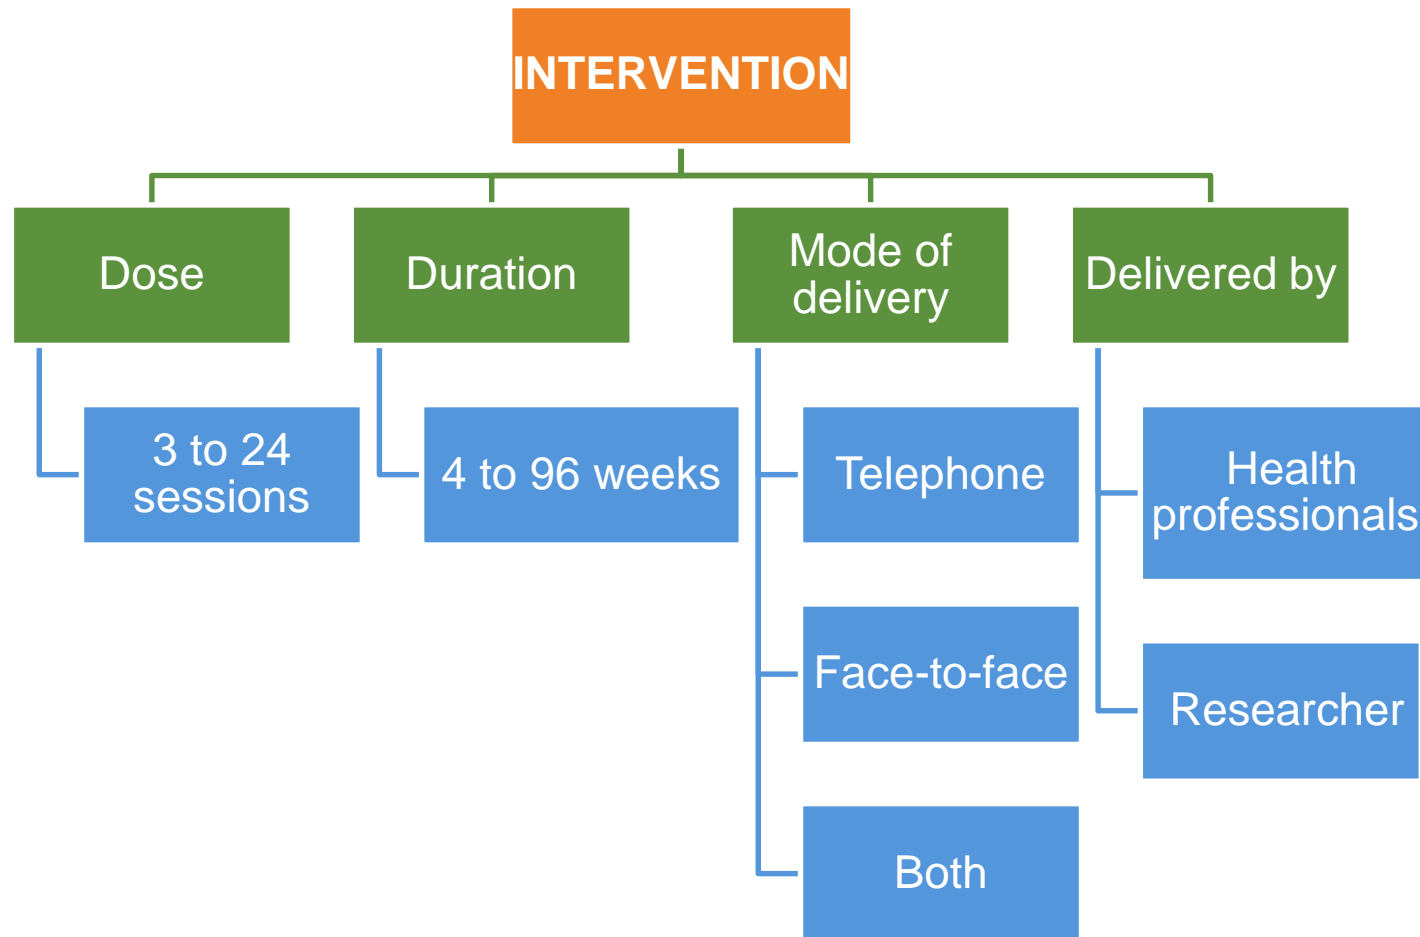 INTERVENTION
Dose
Duration
Mode of
delivery
Delivered by
3 to 24
sessions
4 to 96 weeks
Telephone
Health
professionals
Face-to-face
Researcher
Both